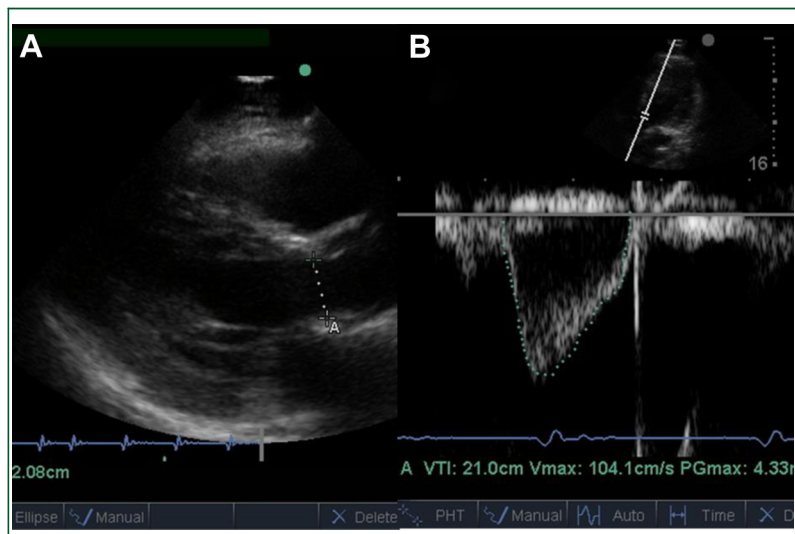 A
B
A
16
2.08cm
A VTI: 21.0cm Vmax: 104.1cm/s PGmax: 4.33
Ellipse Manual Delete
PHT Manual Auto Time